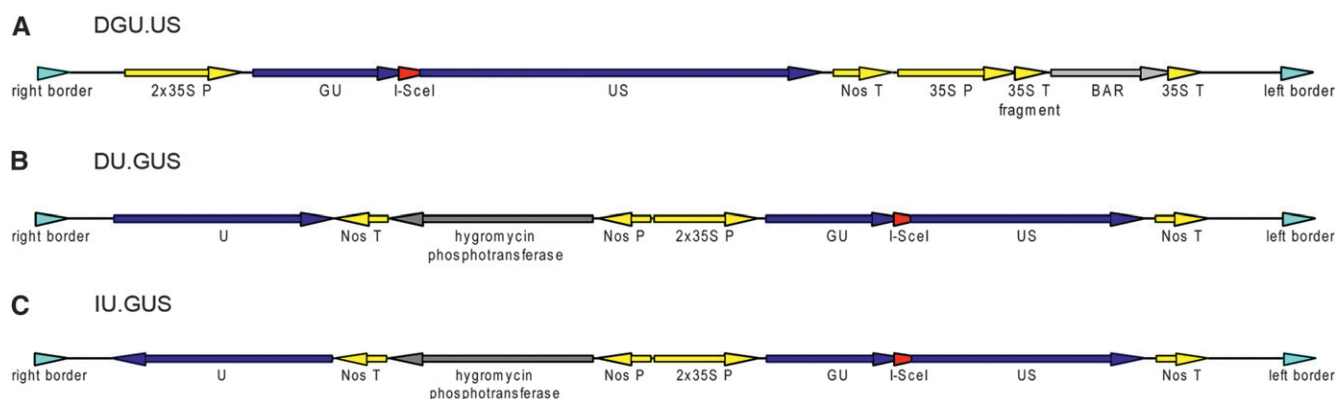 A DGU.US
right border 2x35S P GU I-SceI US Nos T 35S P 35S T BAR 35S T left border
fragment
B DU.GUS
right border U Nos T hygromycin Nos P 2x35S P GU I-SceI US Nos T left border
phosphotransferase
C IU.GUS
right border U Nos T hygromycin Nos P 2x35S P GU I-SceI US Nos T left border
phosphotransferase